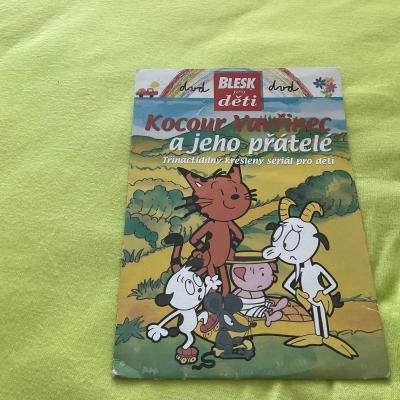 dvd BLESK dvd
pro
děti
Kocour Vavřinec
a jeho přátelé
Třináctidílný kreslený seriál pro děti